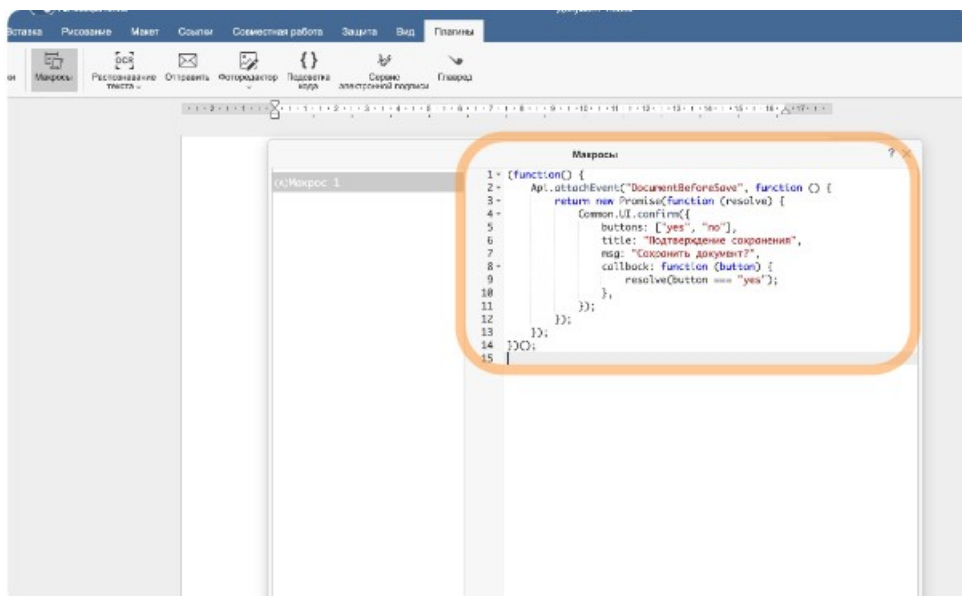 Вставка Рисование Макет Ссылки Совместная работа Защита Вид Плагины
Макросы Распознавание текста Отправить Фоторедактор Подсветка кода Сервис электронной подписи Главред
Макросы ?
(x)Макрос 1
1 (function() {
2 Api.attachEvent("DocumentBeforeSave", function () {
3 return new Promise(function (resolve) {
4 Common.UI.confirm({
5 buttons: ["yes", "no"],
6 title: "Подтверждение сохранения",
7 msg: "Сохранить документ?",
8 callback: function (button) {
9 resolve(button === "yes");
10 },
11 });
12 });
13 });
14 })();
15